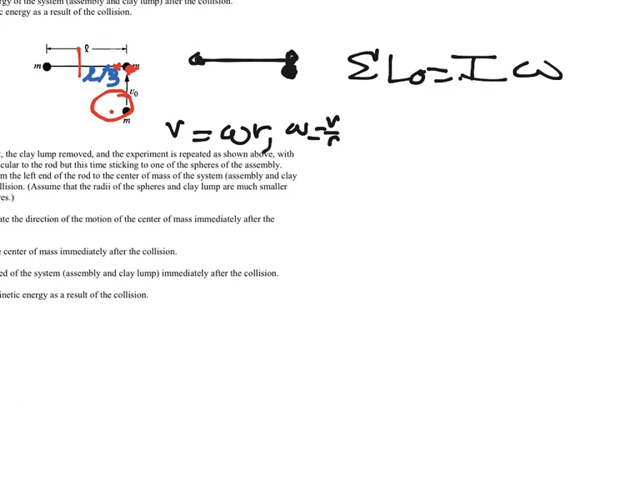 rgy of the system (assembly and clay lump) after the collision.
ic energy as a result of the collision.
ℓ
m
L/3
v₀
m
Σ L₀ = I ω
v = ωr, ω = v/r
, the clay lump removed, and the experiment is repeated as shown above, with
cular to the rod but this time sticking to one of the spheres of the assembly.
m the left end of the rod to the center of mass of the system (assembly and clay
llision. (Assume that the radii of the spheres and clay lump are much smaller
res.)
ate the direction of the motion of the center of mass immediately after the
e center of mass immediately after the collision.
ed of the system (assembly and clay lump) immediately after the collision.
inetic energy as a result of the collision.